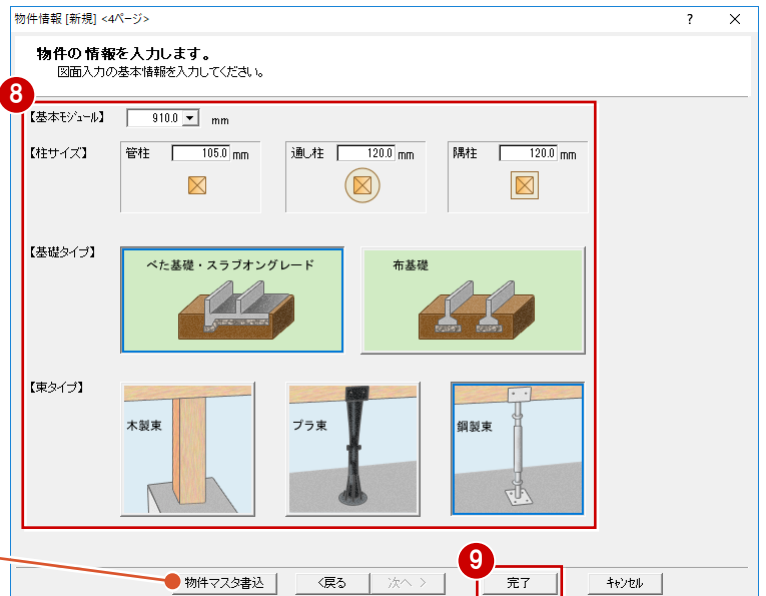 物件情報 [新規] <4ページ>
? ×
物件の情報を入力します。
図面入力の基本情報を入力してください。
8
【基本モジュール】 910.0 mm
【柱サイズ】 管柱 105.0 mm 通し柱 120.0 mm 隅柱 120.0 mm
【基礎タイプ】
べた基礎・スラブオングレード 布基礎
【束タイプ】
木製束 プラ束 鋼製束
9
物件マスタ書込 <戻る 次へ > 完了 キャンセル